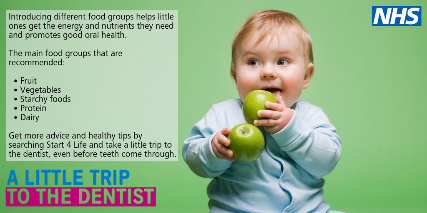 Introducing different food groups helps little
ones get the energy and nutrients they need
and promotes good oral health.
The main food groups that are
recommended:
• Fruit
• Vegetables
• Starchy foods
• Protein
• Dairy
Get more advice and healthy tips by
searching Start 4 Life and take a little trip to
the dentist, even before teeth come through.
A LITTLE TRIP
TO THE DENTIST
NHS